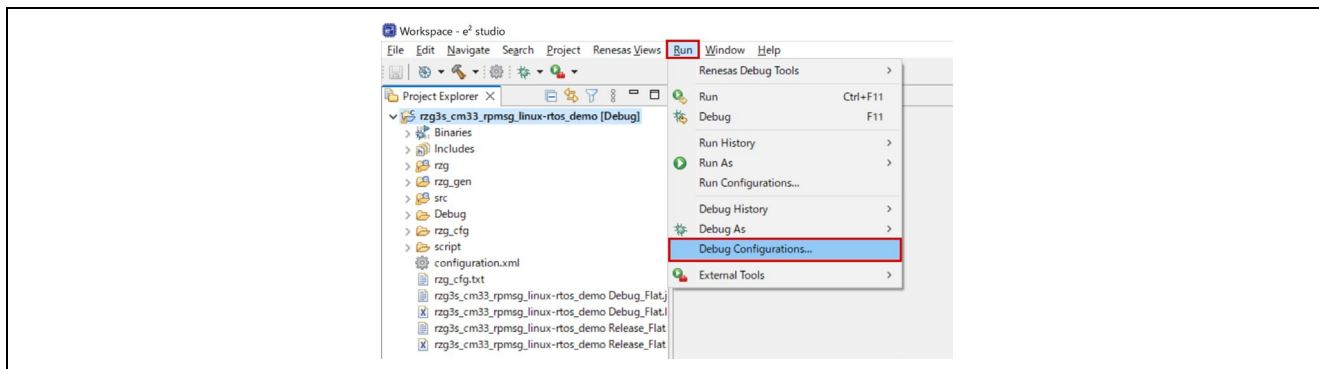 Workspace - e² studio
File Edit Navigate Search Project Renesas Views Run Window Help
Project Explorer
rzg3s_cm33_rpmsg_linux-rtos_demo [Debug]
Binaries
Includes
rzg
rzg_gen
src
Debug
rzg_cfg
script
configuration.xml
rzg_cfg.txt
rzg3s_cm33_rpmsg_linux-rtos_demo Debug_Flat.j
rzg3s_cm33_rpmsg_linux-rtos_demo Debug_Flat.l
rzg3s_cm33_rpmsg_linux-rtos_demo Release_Flat
rzg3s_cm33_rpmsg_linux-rtos_demo Release_Flat
Renesas Debug Tools
Run Ctrl+F11
Debug F11
Run History
Run As
Run Configurations...
Debug History
Debug As
Debug Configurations...
External Tools